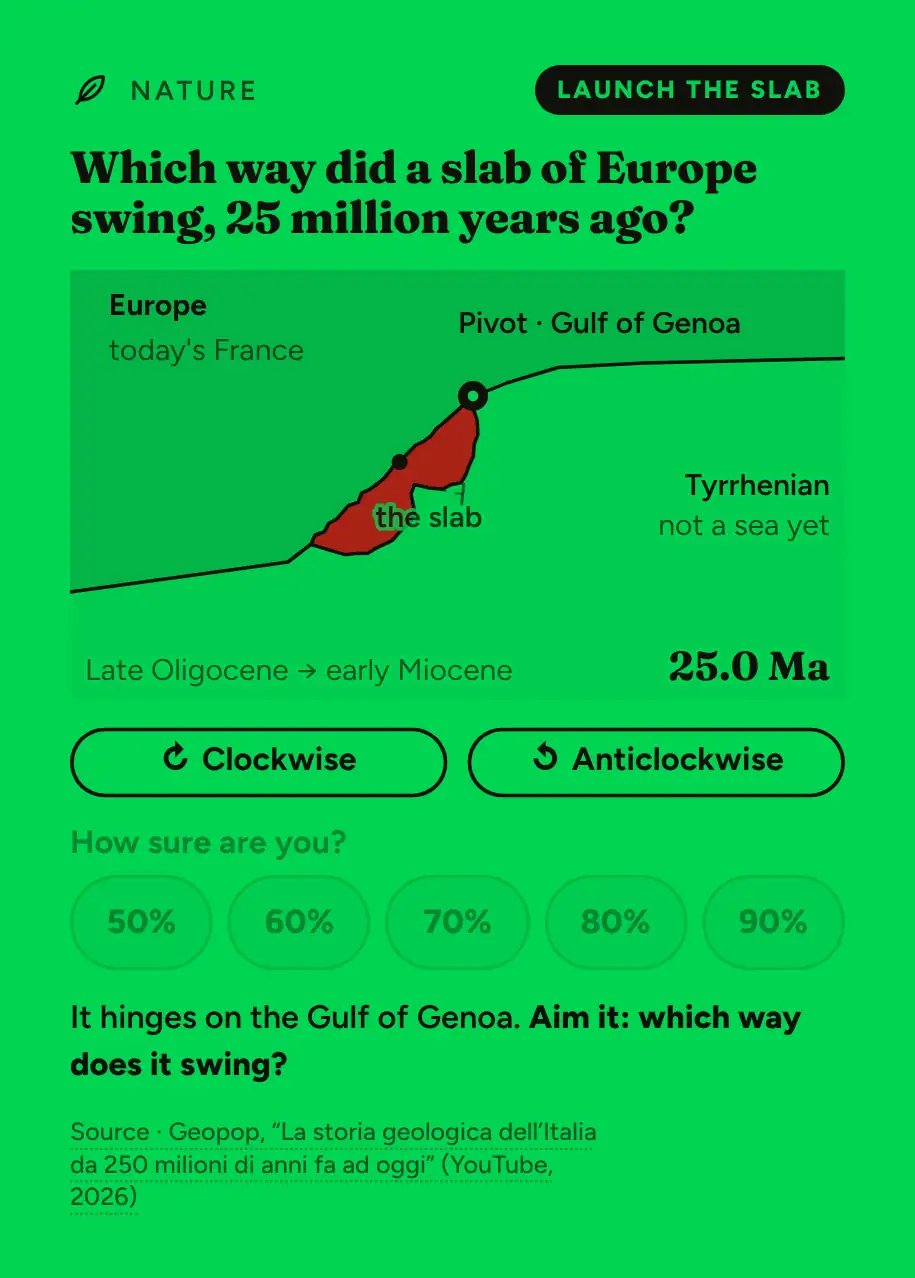 NATURE
LAUNCH THE SLAB
Which way did a slab of Europe
swing, 25 million years ago?
Europe
today's France
Pivot · Gulf of Genoa
Tyrrhenian
not a sea yet
the slab
Late Oligocene → early Miocene
25.0 Ma
↻ Clockwise
↺ Anticlockwise
How sure are you?
50%
60%
70%
80%
90%
It hinges on the Gulf of Genoa. Aim it: which way
does it swing?
Source · Geopop, “La storia geologica dell’Italia
da 250 milioni di anni fa ad oggi” (YouTube,
2026)